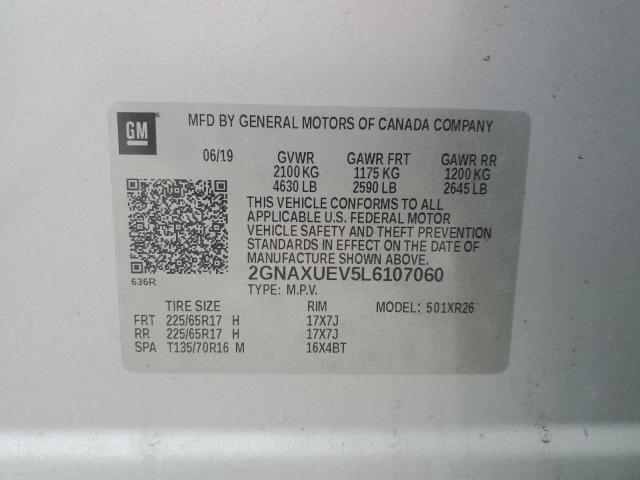 GM
MFD BY GENERAL MOTORS OF CANADA COMPANY
06/19 GVWR GAWR FRT GAWR RR
2100 KG 1175 KG 1200 KG
4630 LB 2590 LB 2645 LB
THIS VEHICLE CONFORMS TO ALL
APPLICABLE U.S. FEDERAL MOTOR
VEHICLE SAFETY AND THEFT PREVENTION
STANDARDS IN EFFECT ON THE DATE OF
MANUFACTURE SHOWN ABOVE.
636R
2GNAXUEV5L6107060
TYPE: M.P.V.
TIRE SIZE RIM MODEL: 501XR26
FRT 225/65R17 H 17X7J
RR 225/65R17 H 17X7J
SPA T135/70R16 M 16X4BT